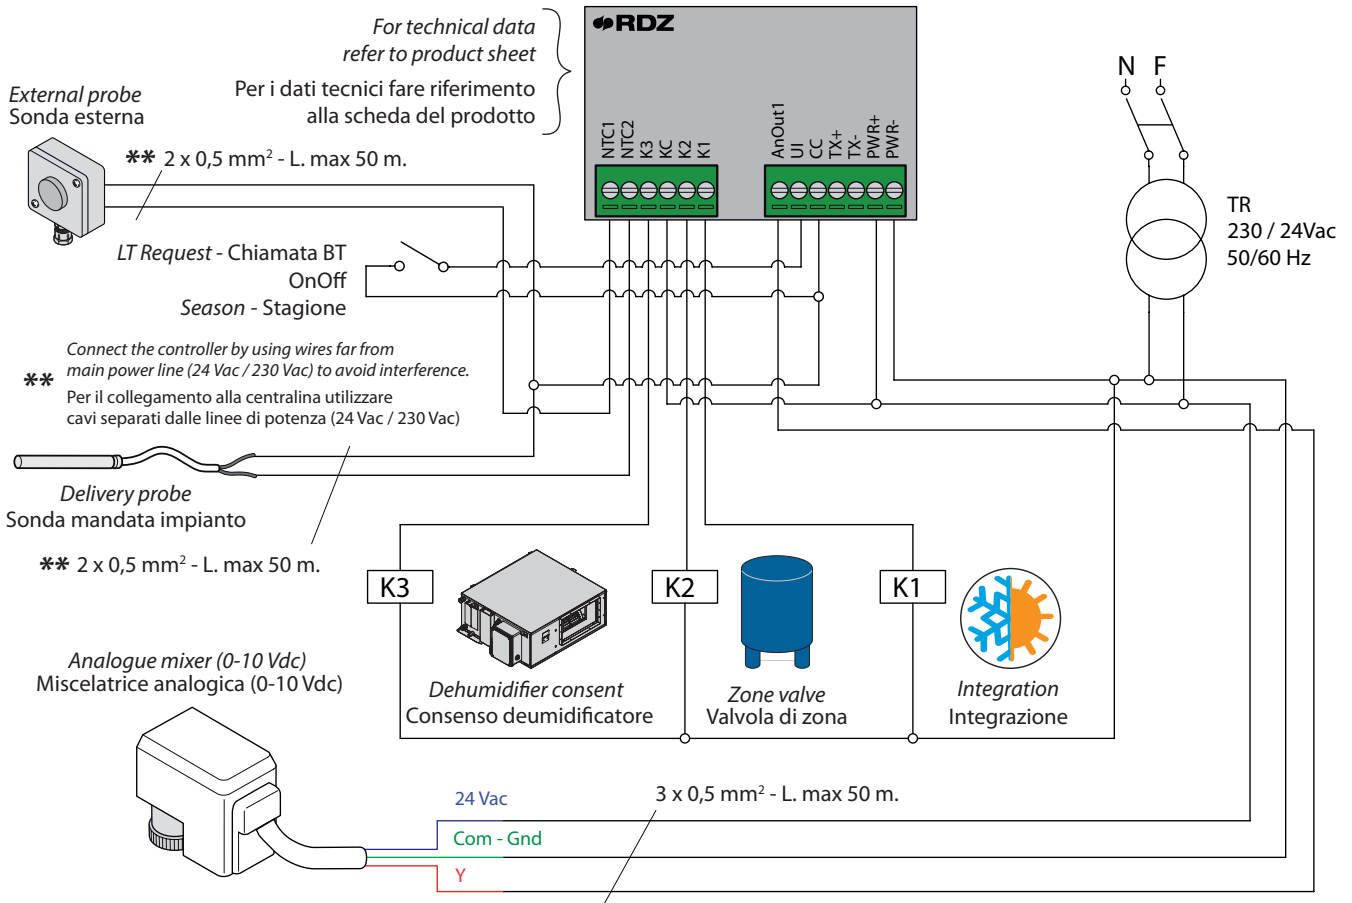 RDZ
For technical data
refer to product sheet
Per i dati tecnici fare riferimento
alla scheda del prodotto
NTC1
NTC2
K3
KC
K2
K1
AnOut1
UI
CC
TX+
TX-
PWR+
PWR-
N F
TR
230 / 24Vac
50/60 Hz
External probe
Sonda esterna
** 2 x 0,5 mm² - L. max 50 m.
LT Request - Chiamata BT
OnOff
Season - Stagione
Connect the controller by using wires far from
main power line (24 Vac / 230 Vac) to avoid interference.
**
Per il collegamento alla centralina utilizzare
cavi separati dalle linee di potenza (24 Vac / 230 Vac)
Delivery probe
Sonda mandata impianto
** 2 x 0,5 mm² - L. max 50 m.
K3
K2
K1
Dehumidifier consent
Consenso deumidificatore
Zone valve
Valvola di zona
Integration
Integrazione
Analogue mixer (0-10 Vdc)
Miscelatrice analogica (0-10 Vdc)
24 Vac
Com - Gnd
Y
3 x 0,5 mm² - L. max 50 m.